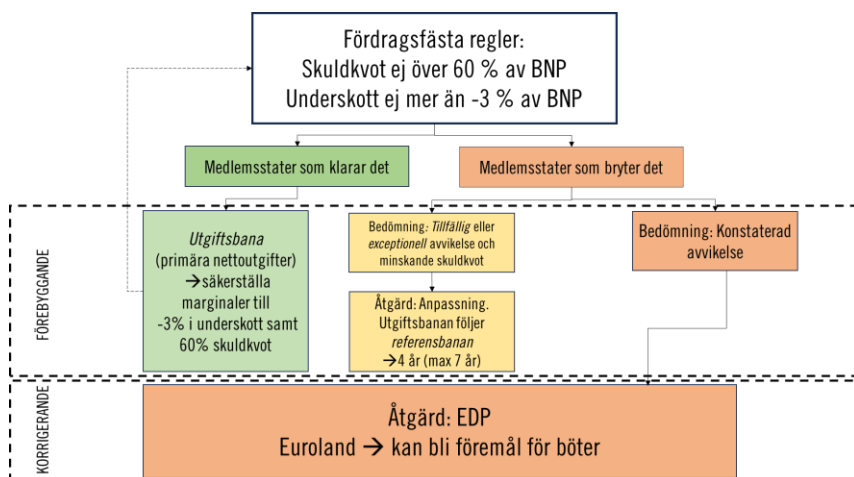 Fördragsfästa regler:
Skuldkvot ej över 60 % av BNP
Underskott ej mer än -3 % av BNP
Medlemsstater som klarar det
Medlemsstater som bryter det
FÖREBYGGANDE
Utgiftsbana
(primära nettoutgifter)
→säkerställa
marginaler till
-3% i underskott samt
60% skuldkvot
Bedömning: Tillfällig eller
exceptionell avvikelse och
minskande skuldkvot
Åtgärd: Anpassning.
Utgiftsbanan följer
referensbanan
→4 år (max 7 år)
Bedömning: Konstaterad
avvikelse
KORRIGERANDE
Åtgärd: EDP
Euroland → kan bli föremål för böter